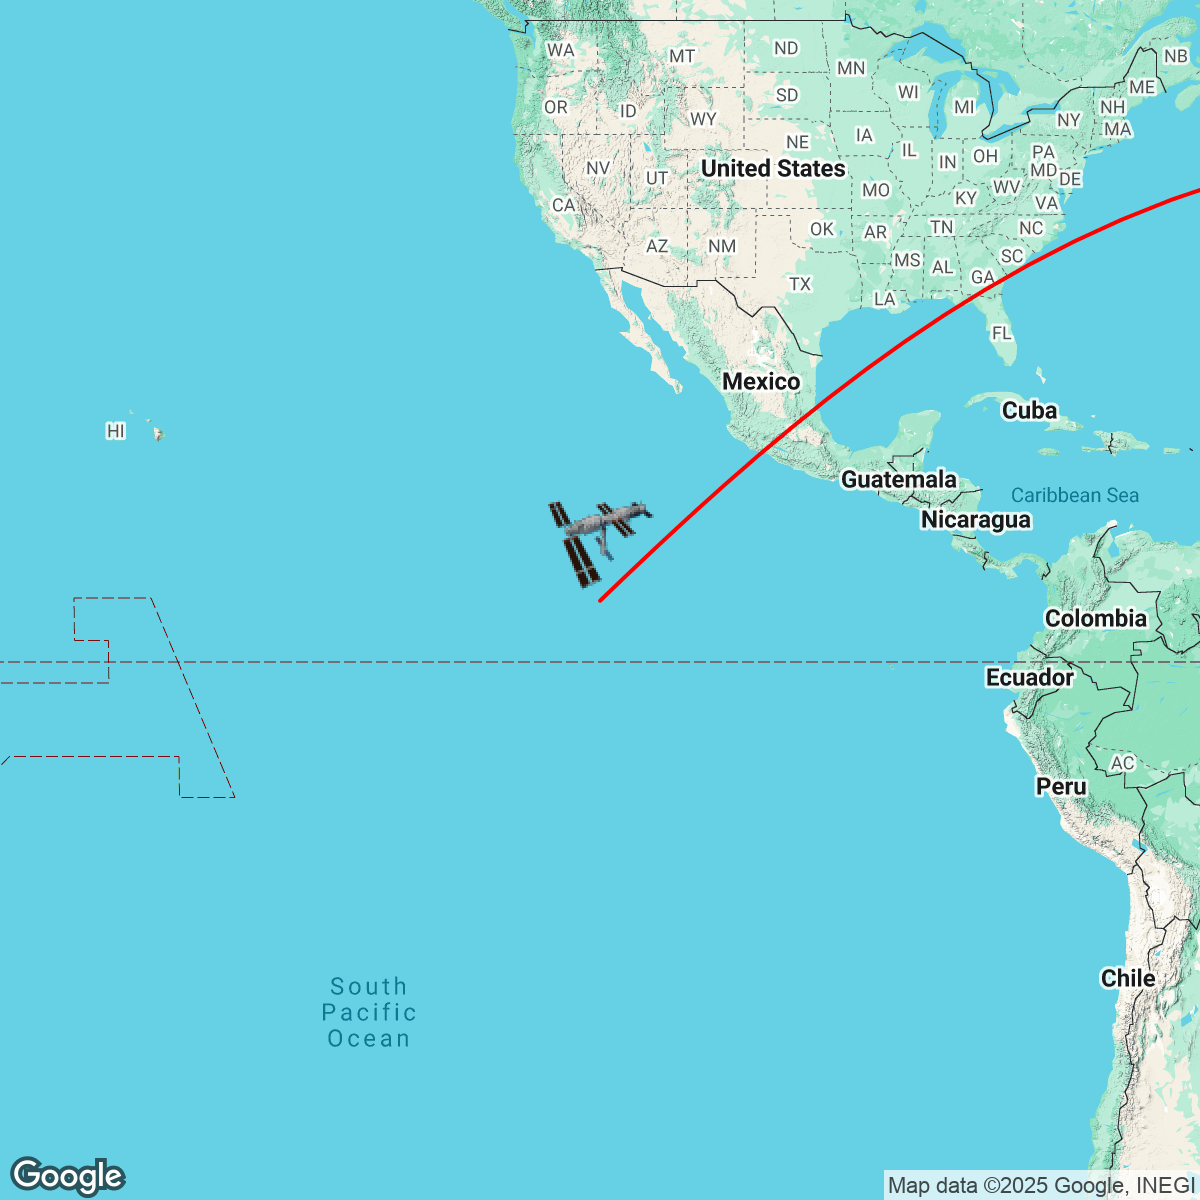 WA
MT
ND
MN
NB
OR
ID
SD
WI
MI
ME
WY
NH
NY
MA
NE
IA
IL
IN
OH
PA
NV
UT
United States
MD
DE
CA
MO
KY
WV
VA
AZ
NM
OK
AR
TN
NC
MS
AL
SC
GA
TX
LA
FL
Mexico
HI
Cuba
Guatemala
Caribbean Sea
Nicaragua
Colombia
Ecuador
AC
Peru
Chile
South
Pacific
Ocean
Google
Map data ©2025 Google, INEGI